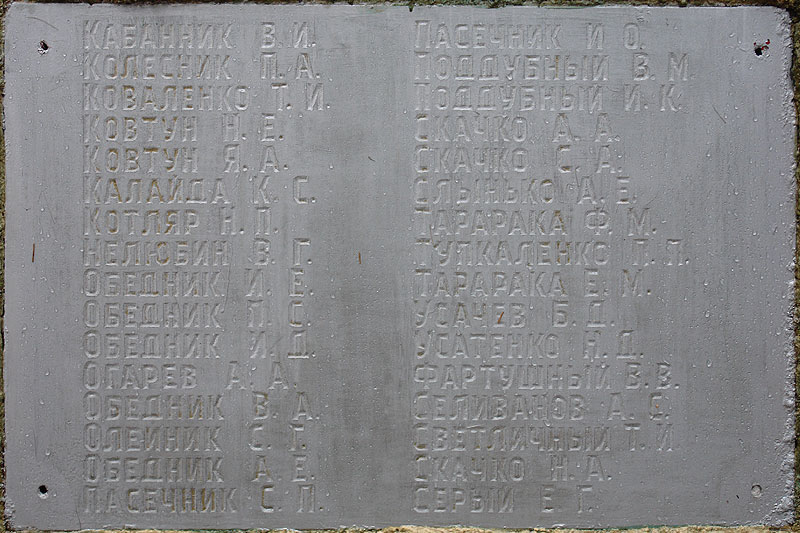 КАБАННИК В.И.
КОЛЕСНИК П.А.
КОВАЛЕНКО Т.И.
КОВТУН Н.Е.
КОВТУН Я.А.
КАЛАЙДА К.С.
КОТЛЯР Н.П.
НЕЛЮБИН В.Г.
ОБЕДНИК И.Е.
ОБЕДНИК П.С.
ОБЕДНИК И.Д.
ОГАРЕВ А.А.
ОБЕДНИК В.А.
ОЛЕЙНИК С.Г.
ОБЕДНИК А.Е.
ПАСЕЧНИК С.П.
ПАСЕЧНИК И О.
ПОДДУБНЫЙ В.М.
ПОДДУБНЫЙ И.К.
СКАЧКО А.А.
СКАЧКО С.А.
СЛЫНЬКО А.Е.
ТАРАРАКА Ф.М.
ТУПКАЛЕНКО П.П.
ТАРАРАКА Е.М.
УСАЧЕВ Б.Д.
УСАТЕНКО Н.Д.
ФАРТУШНЫЙ В.В.
СЕЛИВАНОВ А.С.
СВЕТЛИЧНЫЙ Т.И
СКАЧКО Н.А.
СЕРЫЙ Е.Г.